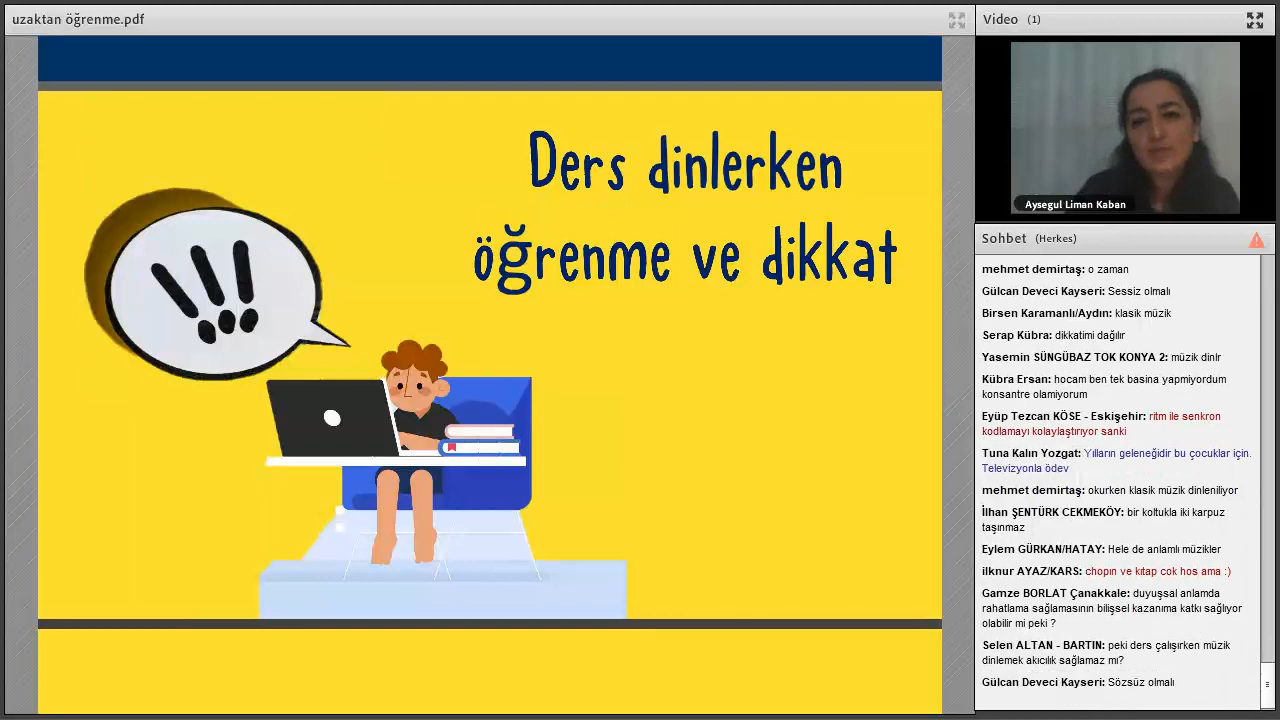 uzaktan öğrenme.pdf
Ders dinlerken
öğrenme ve dikkat
!!!
Video (1)
Aysegul Liman Kaban
Sohbet (Herkes)
mehmet demirtaş: o zaman
Gülcan Deveci Kayseri: Sessiz olmalı
Birsen Karamanlı/Aydın: klasik müzik
Serap Kübra: dikkatimi dağılır
Yasemin SÜNGÜBAZ TOK KONYA 2: müzik dinlr
Kübra Ersan: hocam ben tek basina yapmiyordum
konsantre olamiyorum
Eyüp Tezcan KÖSE - Eskişehir: ritm ile senkron
kodlamayı kolaylaştırıyor sanki
Tuna Kalın Yozgat: Yılların geleneğidir bu çocuklar için.
Televizyonla ödev
mehmet demirtaş: okurken klasik müzik dinleniliyor
İlhan ŞENTÜRK CEKMEKÖY: bir koltukla iki karpuz
taşınmaz
Eylem GÜRKAN/HATAY: Hele de anlamlı müzikler
ilknur AYAZ/KARS: chopın ve kıtap cok hos ama :)
Gamze BORLAT Çanakkale: duyuşsal anlamda
rahatlama sağlamasının bilişsel kazanıma katkı sağlıyor
olabilir mi peki ?
Selen ALTAN - BARTIN: peki ders çalışırken müzik
dinlemek akıcılık sağlamaz mı?
Gülcan Deveci Kayseri: Sözsüz olmalı